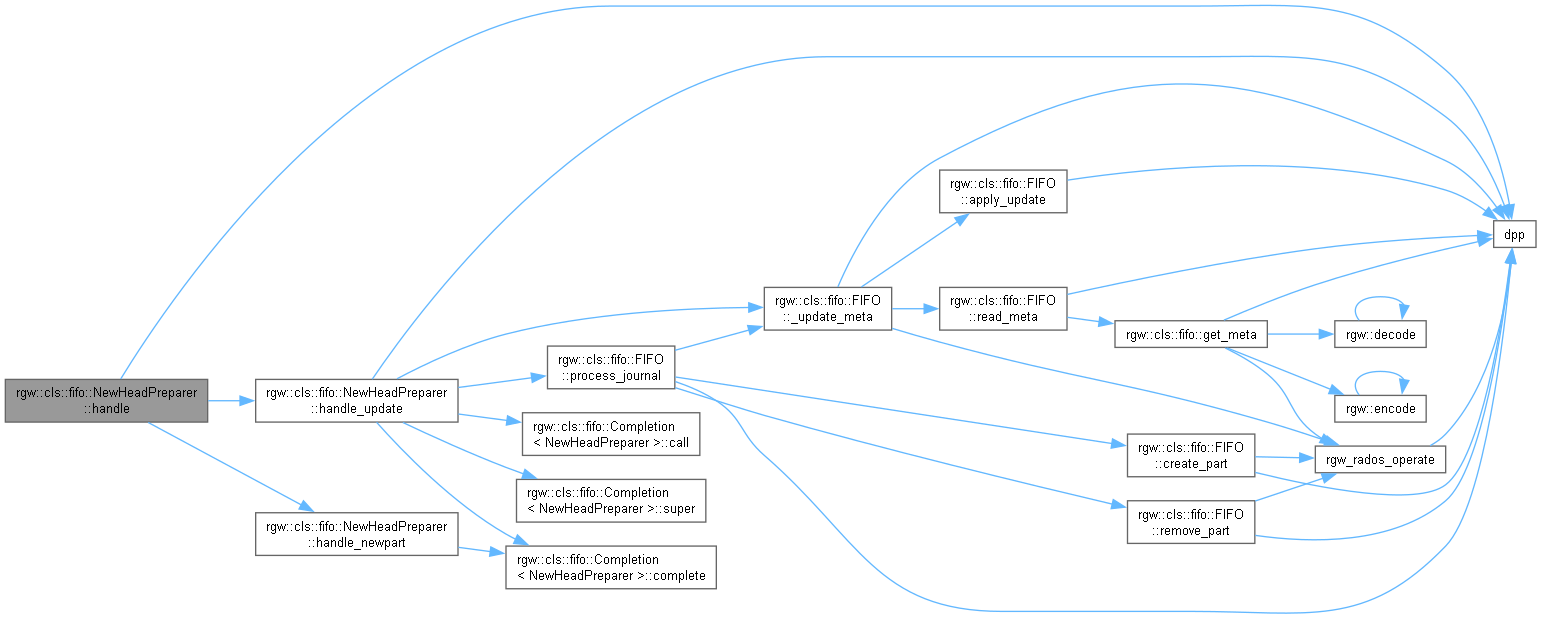 rgw::cls::fifo::NewHeadPreparer
::handle
rgw::cls::fifo::NewHeadPreparer
::handle_update
rgw::cls::fifo::NewHeadPreparer
::handle_newpart
rgw::cls::fifo::FIFO
::process_journal
rgw::cls::fifo::Completion
< NewHeadPreparer >::call
rgw::cls::fifo::Completion
< NewHeadPreparer >::super
rgw::cls::fifo::Completion
< NewHeadPreparer >::complete
rgw::cls::fifo::FIFO
::_update_meta
rgw::cls::fifo::FIFO
::apply_update
rgw::cls::fifo::FIFO
::read_meta
rgw::cls::fifo::get_meta
rgw::cls::fifo::FIFO
::create_part
rgw::cls::fifo::FIFO
::remove_part
rgw::decode
rgw::encode
rgw_rados_operate
dpp